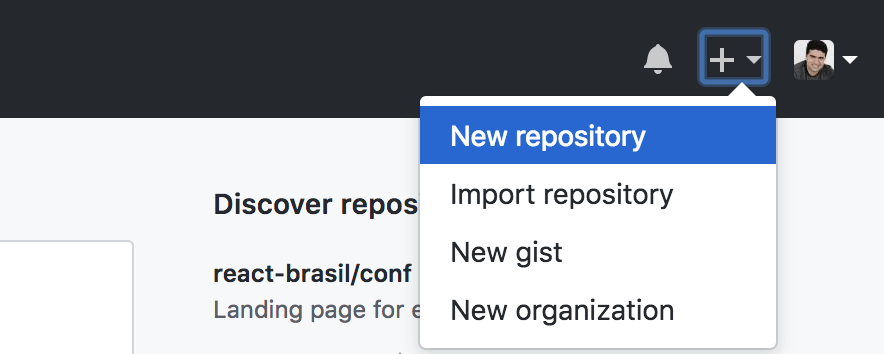 New repository
Import repository
New gist
New organization
Discover repos
react-brasil/conf
Landing page for